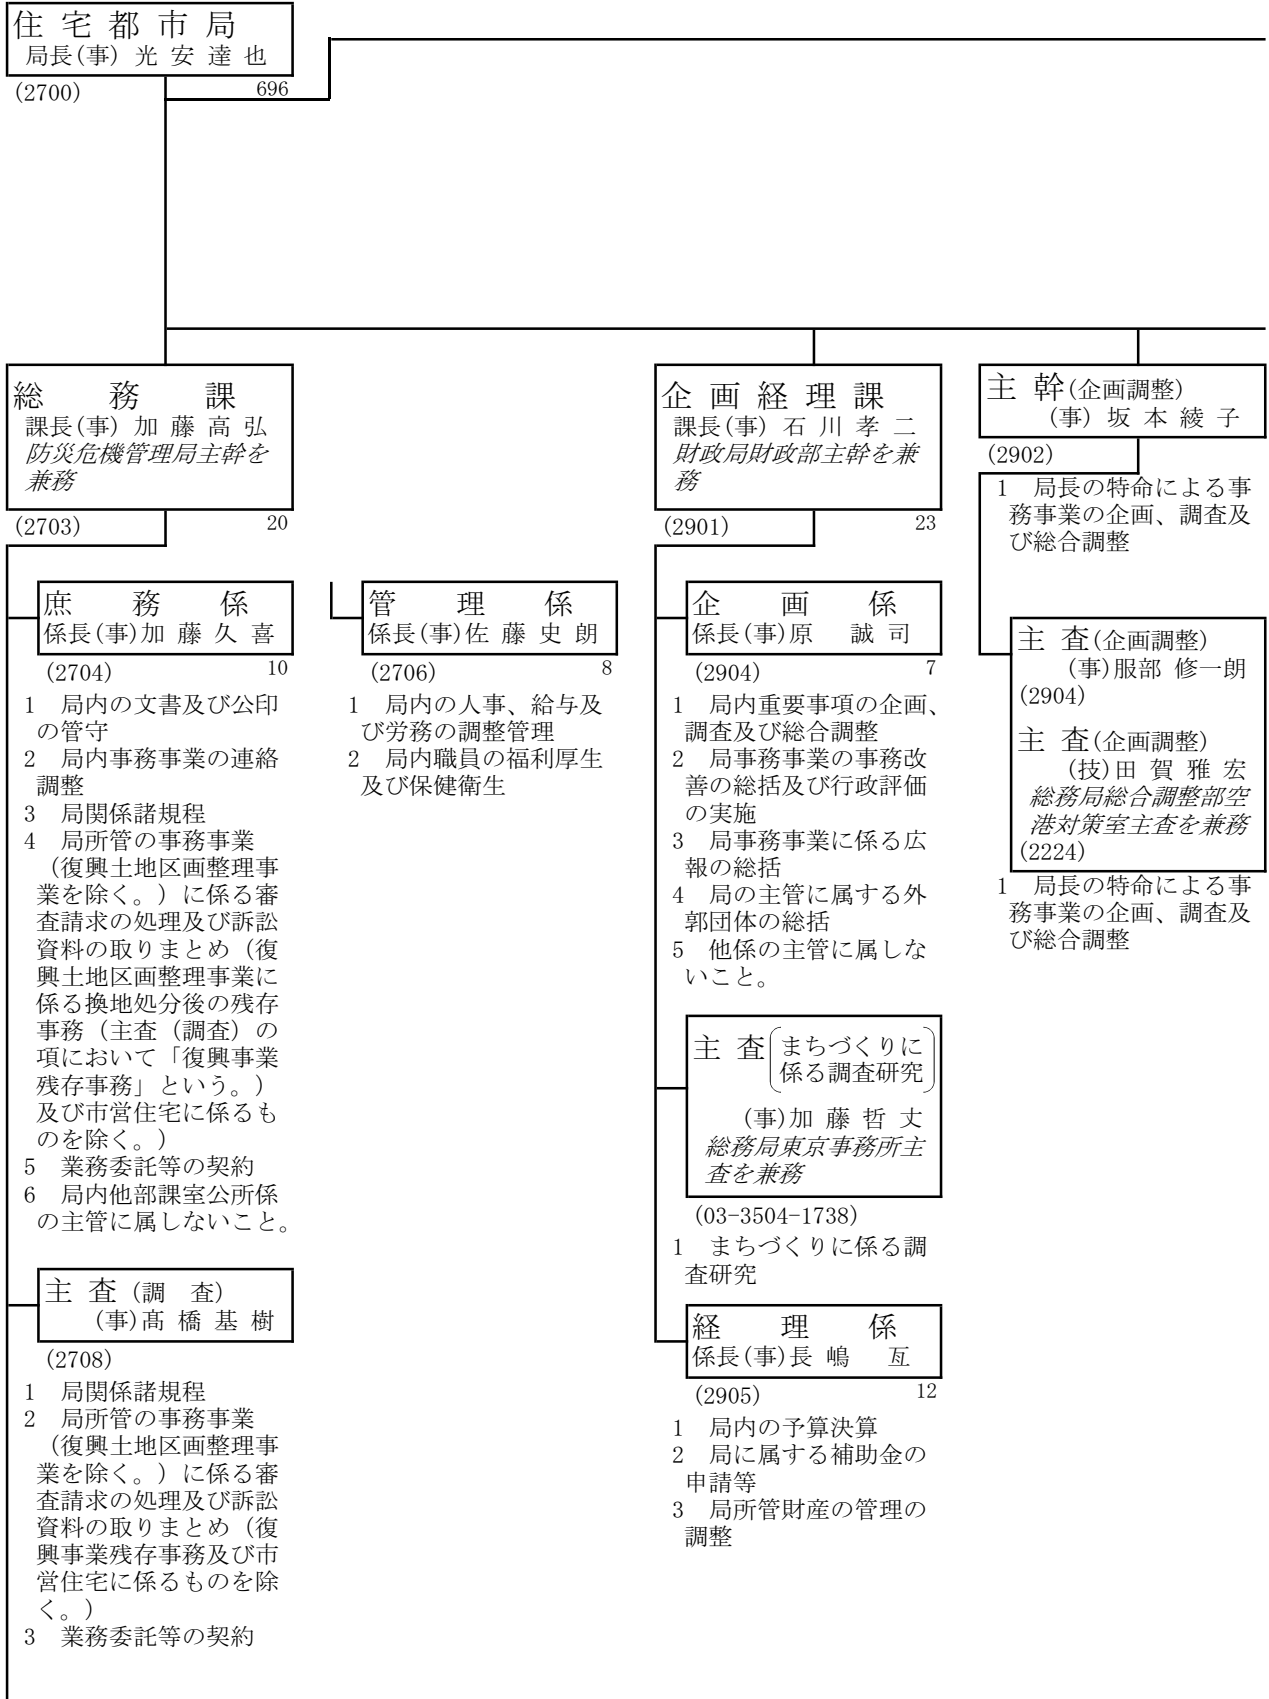 住宅都市局
局長(事) 光安達也
(2700)
696
総務課
課長(事) 加藤高弘
防災危機管理局主幹を
兼務
(2703)
20
庶務係
係長(事)加藤久喜
(2704)
10
1 局内の文書及び公印
の管守
2 局内事務事業の連絡
調整
3 局関係諸規程
4 局所管の事務事業
(復興土地区画整理事
業を除く。)に係る審
査請求の処理及び訴訟
資料の取りまとめ(復
興土地区画整理事業に
係る換地処分後の残存
事務(主査(調査)の
項において「復興事業
残存事務」という。)
及び市営住宅に係るも
のを除く。)
5 業務委託等の契約
6 局内他部課室公所係
の主管に属しないこと。
主査(調 査)
(事)髙橋基樹
(2708)
1 局関係諸規程
2 局所管の事務事業
(復興土地区画整理事
業を除く。)に係る審
査請求の処理及び訴訟
資料の取りまとめ(復
興事業残存事務及び市
営住宅に係るものを除
く。)
3 業務委託等の契約
管理係
係長(事)佐藤史朗
(2706)
8
1 局内の人事、給与及
び労務の調整管理
2 局内職員の福利厚生
及び保健衛生
企画経理課
課長(事) 石川孝二
財政局財政部主幹を兼
務
(2901)
23
企画係
係長(事)原 誠司
(2904)
7
1 局内重要事項の企画、
調査及び総合調整
2 局事務事業の事務改
善の総括及び行政評価
の実施
3 局事務事業に係る広
報の総括
4 局の主管に属する外
郭団体の総括
5 他係の主管に属しな
いこと。
主査(まちづくりに
係る調査研究)
(事)加藤哲丈
総務局東京事務所主
査を兼務
(03-3504-1738)
1 まちづくりに係る調
査研究
経理係
係長(事)長嶋 亙
(2905)
12
1 局内の予算決算
2 局に属する補助金の
申請等
3 局所管財産の管理の
調整
主幹(企画調整)
(事) 坂本綾子
(2902)
1 局長の特命による事
務事業の企画、調査及
び総合調整
主査(企画調整)
(事)服部 修一朗
(2904)
主査(企画調整)
(技)田賀雅宏
総務局総合調整部空
港対策室主査を兼務
(2224)
1 局長の特命による事
務事業の企画、調査及
び総合調整